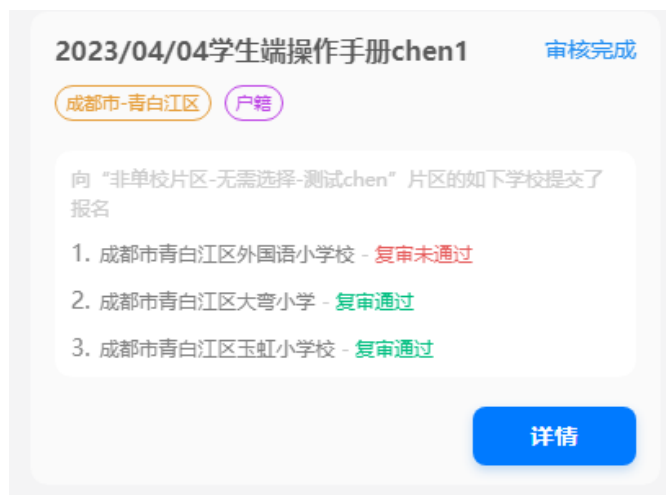 2023/04/04学生端操作手册chen1 审核完成
成都市-青白江区 户籍
向“非单校片区-无需选择-测试chen”片区的如下学校提交了
报名
1. 成都市青白江区外国语小学校 - 复审未通过
2. 成都市青白江区大弯小学 - 复审通过
3. 成都市青白江区玉虹小学校 - 复审通过
详情